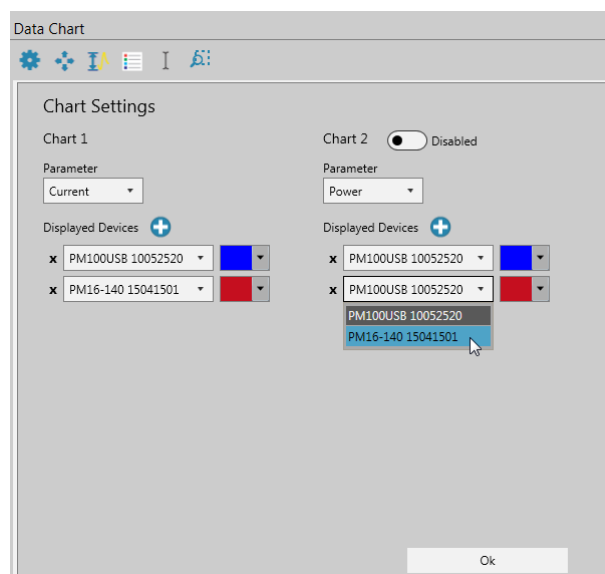 Data Chart
Chart Settings
Chart 1
Chart 2 Disabled
Parameter
Parameter
Current
Power
Displayed Devices
Displayed Devices
x PM100USB 10052520
x PM100USB 10052520
x PM16-140 15041501
x PM100USB 10052520
PM100USB 10052520
PM16-140 15041501
Ok